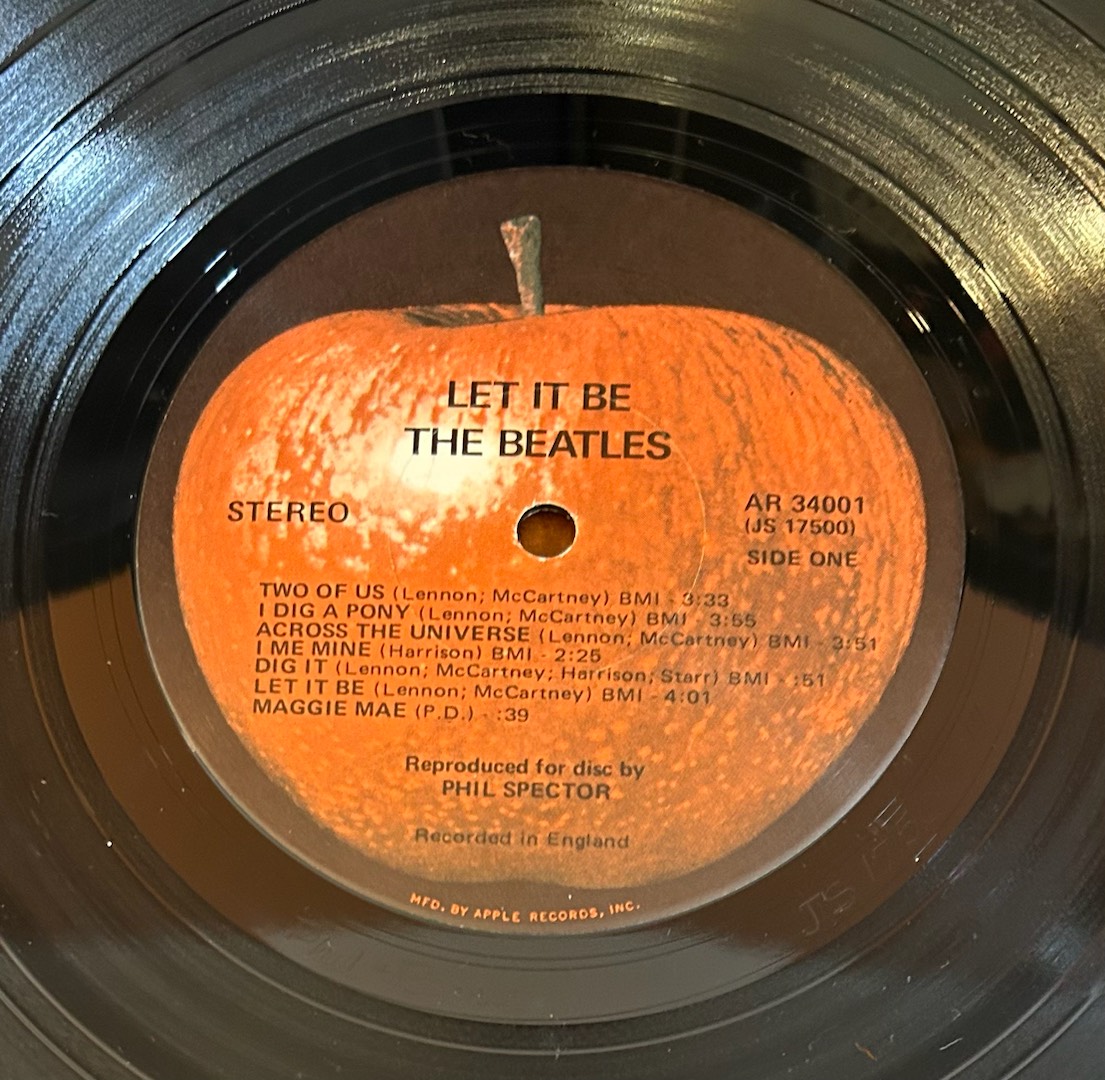 LET IT BE
THE BEATLES
STEREO
AR 34001
(JS 17500)
SIDE ONE
TWO OF US (Lennon; McCartney) BMI - 3:33
I DIG A PONY (Lennon; McCartney) BMI - 3:55
ACROSS THE UNIVERSE (Lennon; McCartney) BMI - 3:51
I ME MINE (Harrison) BMI - 2:25
DIG IT (Lennon; McCartney; Harrison; Starr) BMI - :51
LET IT BE (Lennon; McCartney) BMI - 4:01
MAGGIE MAE (P.D.) - :39
Reproduced for disc by
PHIL SPECTOR
Recorded in England
MFD. BY APPLE RECORDS, INC.